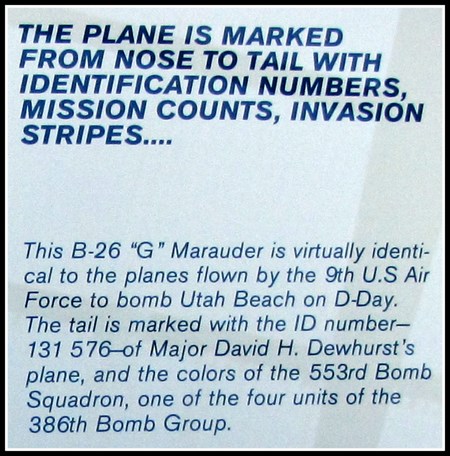 THE PLANE IS MARKED
FROM NOSE TO TAIL WITH
IDENTIFICATION NUMBERS,
MISSION COUNTS, INVASION
STRIPES....
This B-26 "G" Marauder is virtually identi-
cal to the planes flown by the 9th U.S Air
Force to bomb Utah Beach on D-Day.
The tail is marked with the ID number—
131 576—of Major David H. Dewhurst's
plane, and the colors of the 553rd Bomb
Squadron, one of the four units of the
386th Bomb Group.